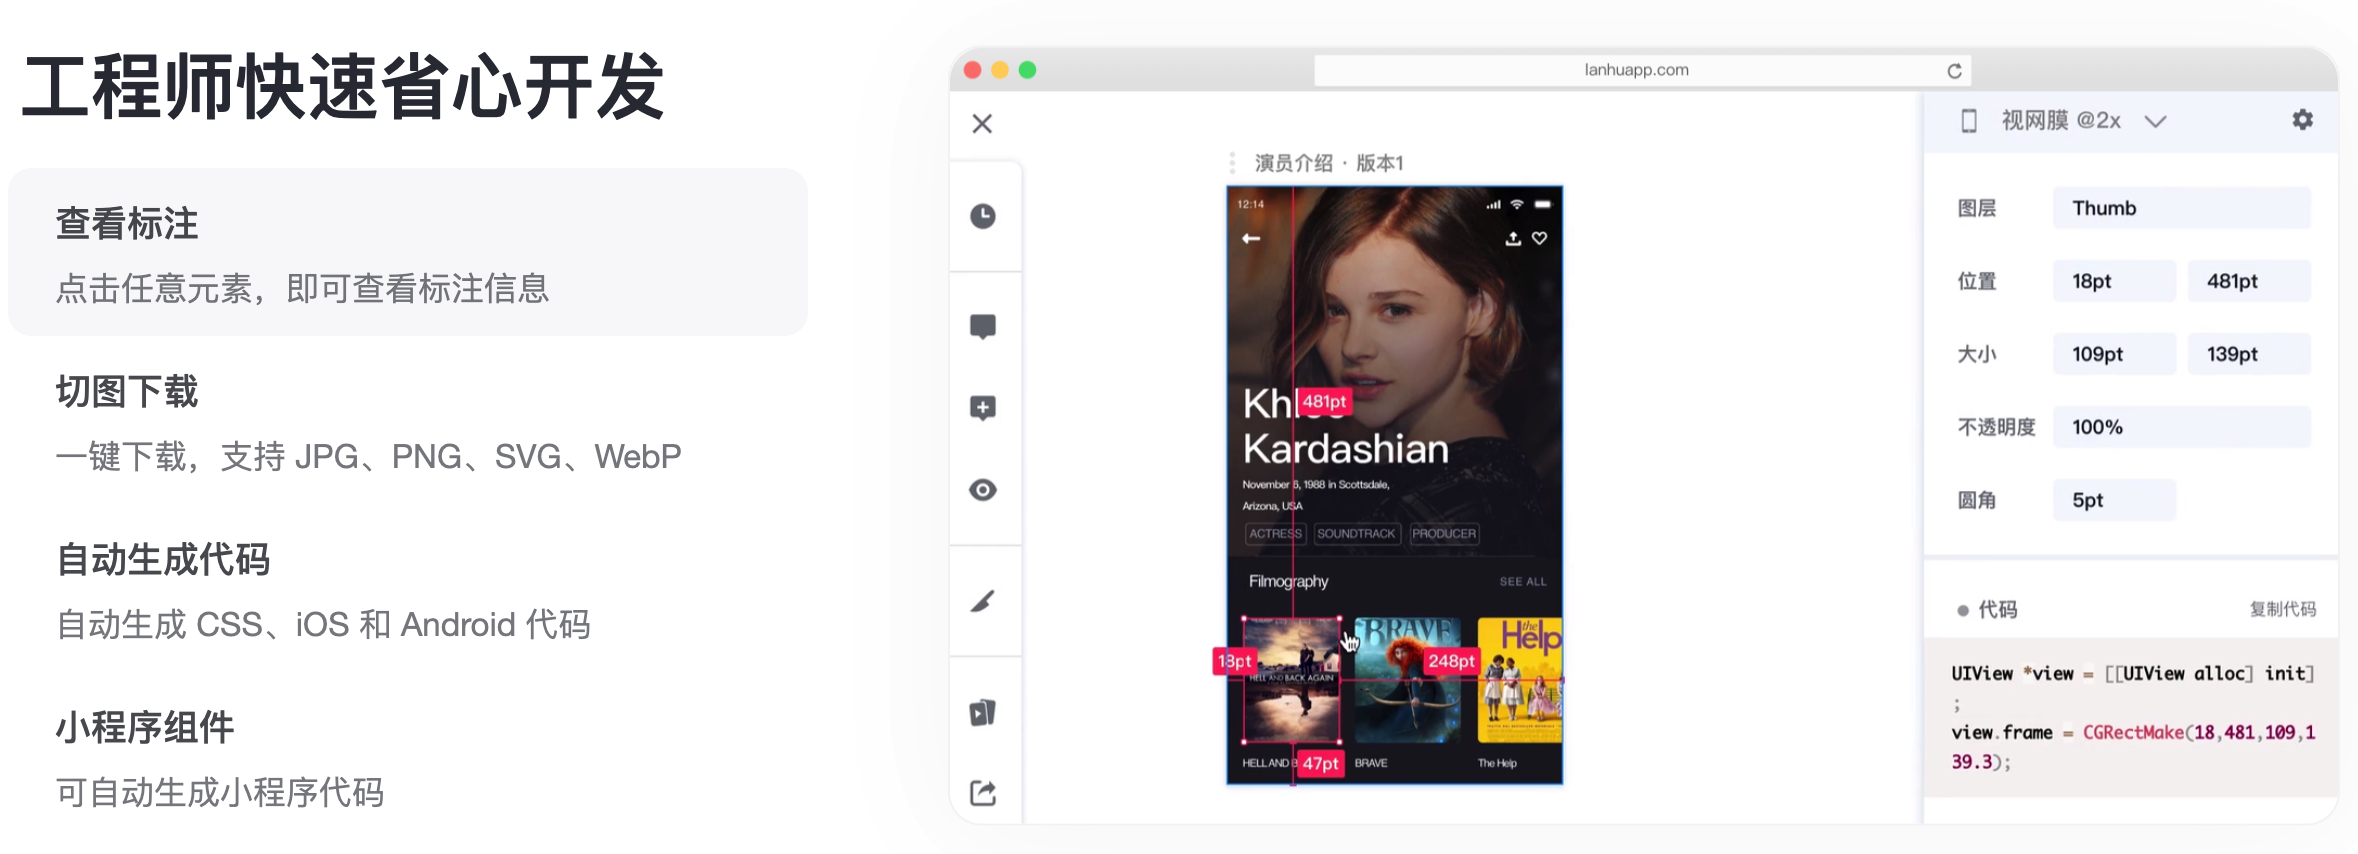 工程师快速省心开发
查看标注
点击任意元素，即可查看标注信息
切图下载
一键下载，支持 JPG、PNG、SVG、WebP
自动生成代码
自动生成 CSS、iOS 和 Android 代码
小程序组件
可自动生成小程序代码
lanhuapp.com
演员介绍 · 版本1
12:14
481pt
Kardashian
November 6, 1988 in Scottsdale,
Arizona, USA
ACTRESS SOUNDTRACK PRODUCER
Filmography SEE ALL
BRAVE
the
Help
18pt
248pt
HELL AND BACK AGAIN
HELL AND
47pt
BRAVE
The Help
视网膜 @2x
图层 Thumb
位置 18pt 481pt
大小 109pt 139pt
不透明度 100%
圆角 5pt
代码 复制代码
UIView *view = [[UIView alloc] init]
;
view.frame = CGRectMake(18,481,109,1
39.3);